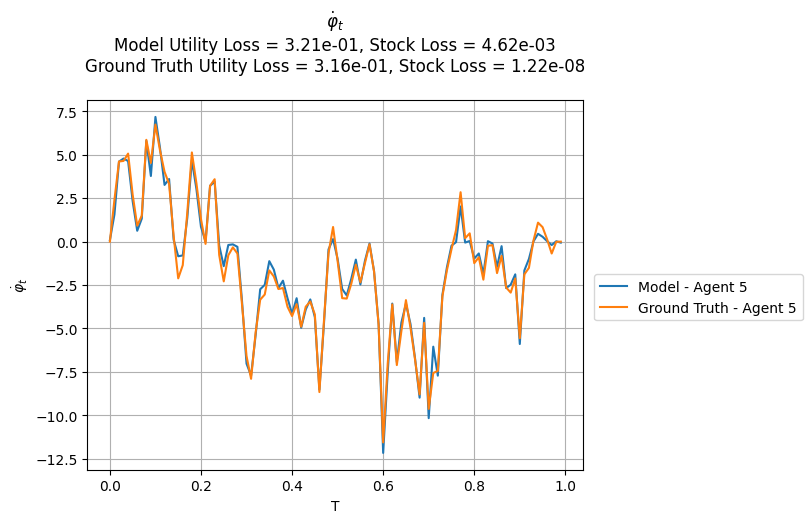 φ̇_t
Model Utility Loss = 3.21e-01, Stock Loss = 4.62e-03
Ground Truth Utility Loss = 3.16e-01, Stock Loss = 1.22e-08
7.5
5.0
2.5
0.0
−2.5
−5.0
−7.5
−10.0
−12.5
φ̇_t
0.0 0.2 0.4 0.6 0.8 1.0
T
Model - Agent 5
Ground Truth - Agent 5